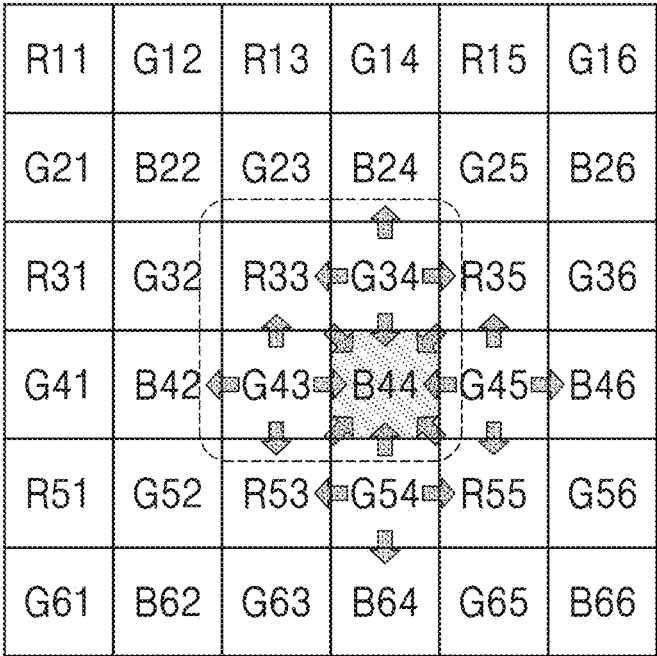 R11 G12 R13 G14 R15 G16
G21 B22 G23 B24 G25 B26
R31 G32 R33 G34 R35 G36
G41 B42 G43 B44 G45 B46
R51 G52 R53 G54 R55 G56
G61 B62 G63 B64 G65 B66